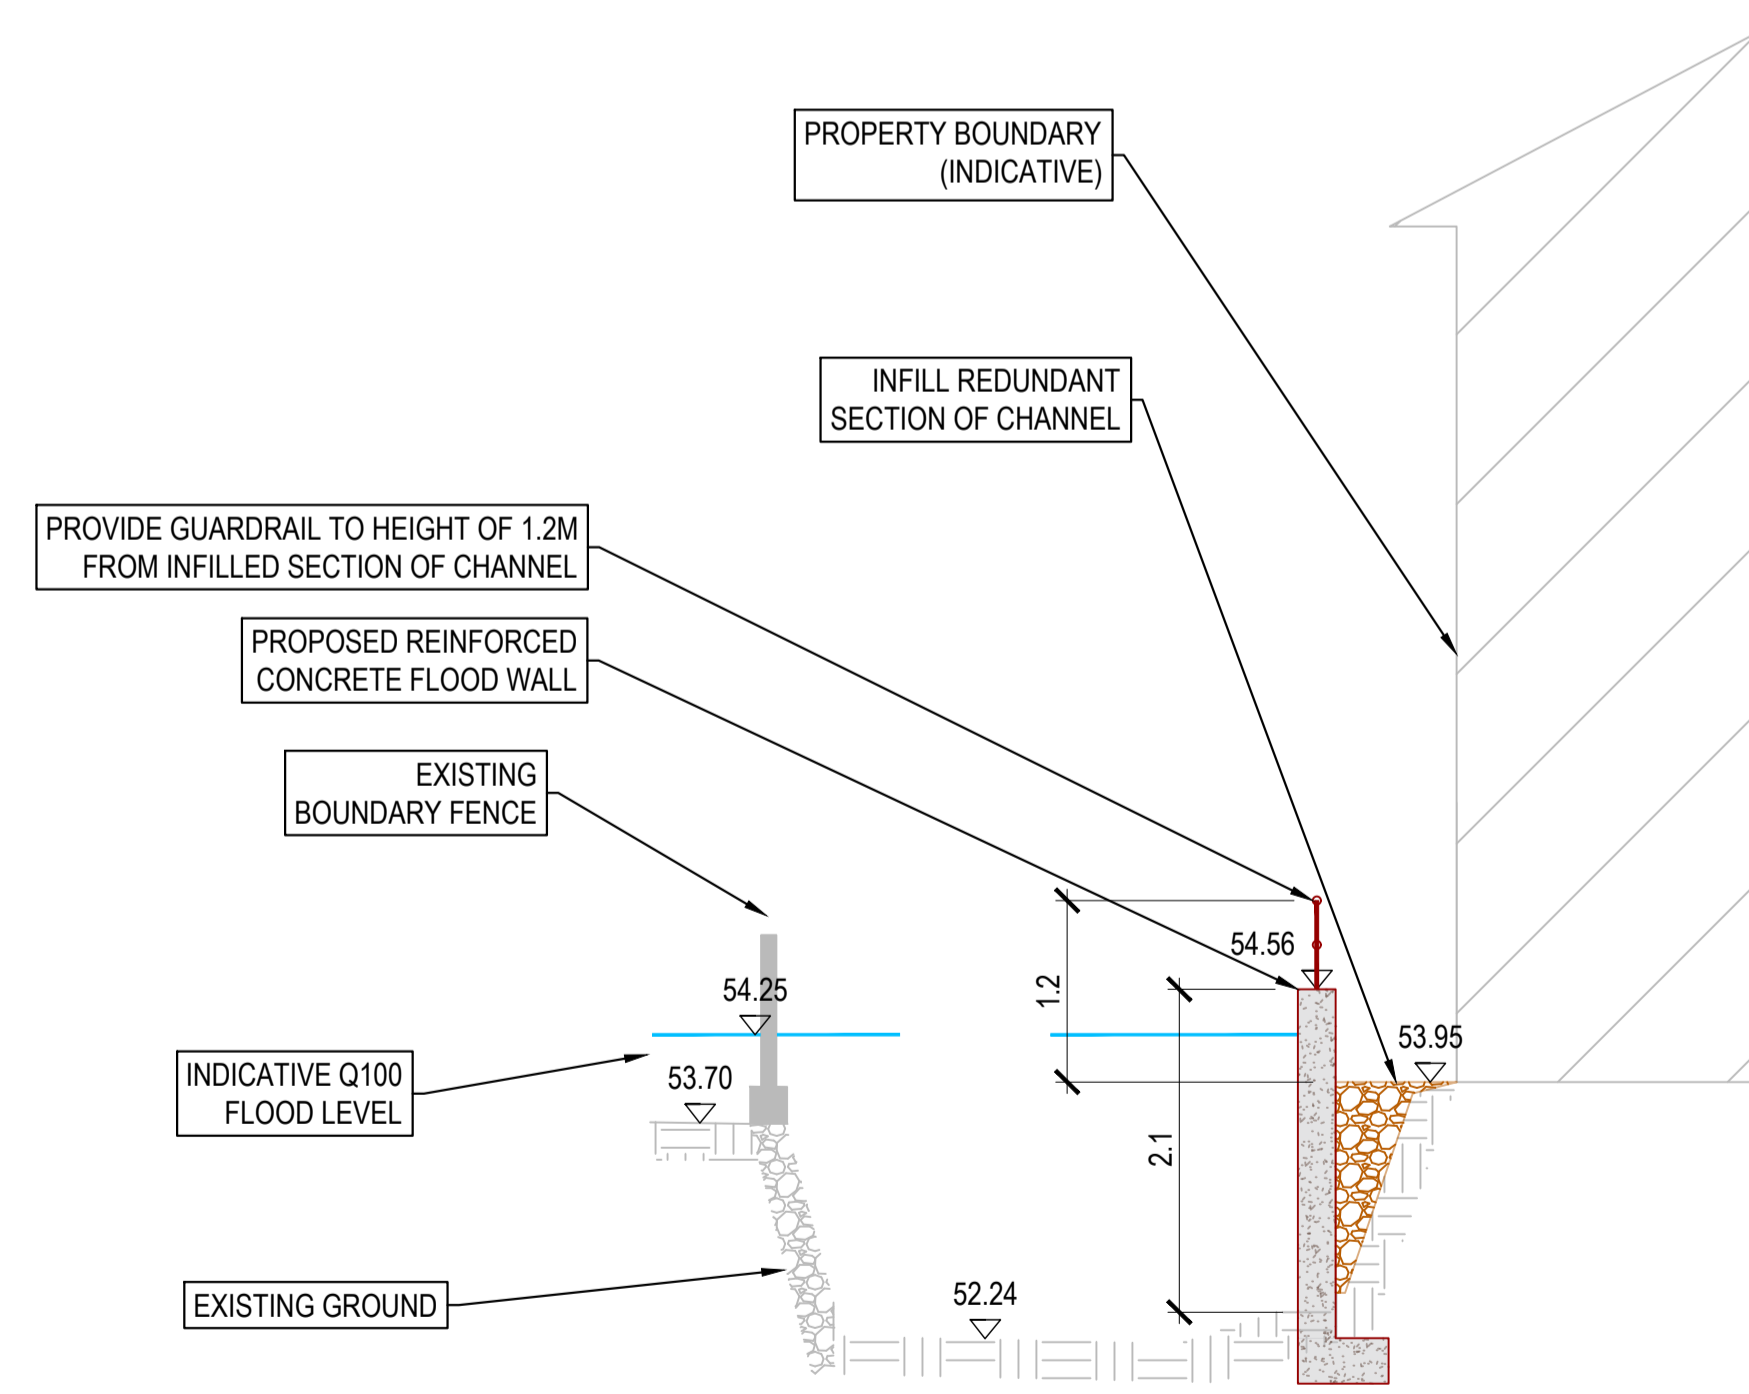 PROPERTY BOUNDARY
(INDICATIVE)
INFILL REDUNDANT
SECTION OF CHANNEL
PROVIDE GUARDRAIL TO HEIGHT OF 1.2M
FROM INFILLED SECTION OF CHANNEL
PROPOSED REINFORCED
CONCRETE FLOOD WALL
EXISTING
BOUNDARY FENCE
54.56
1.2
54.25
53.95
INDICATIVE Q100
FLOOD LEVEL
53.70
2.1
EXISTING GROUND
52.24